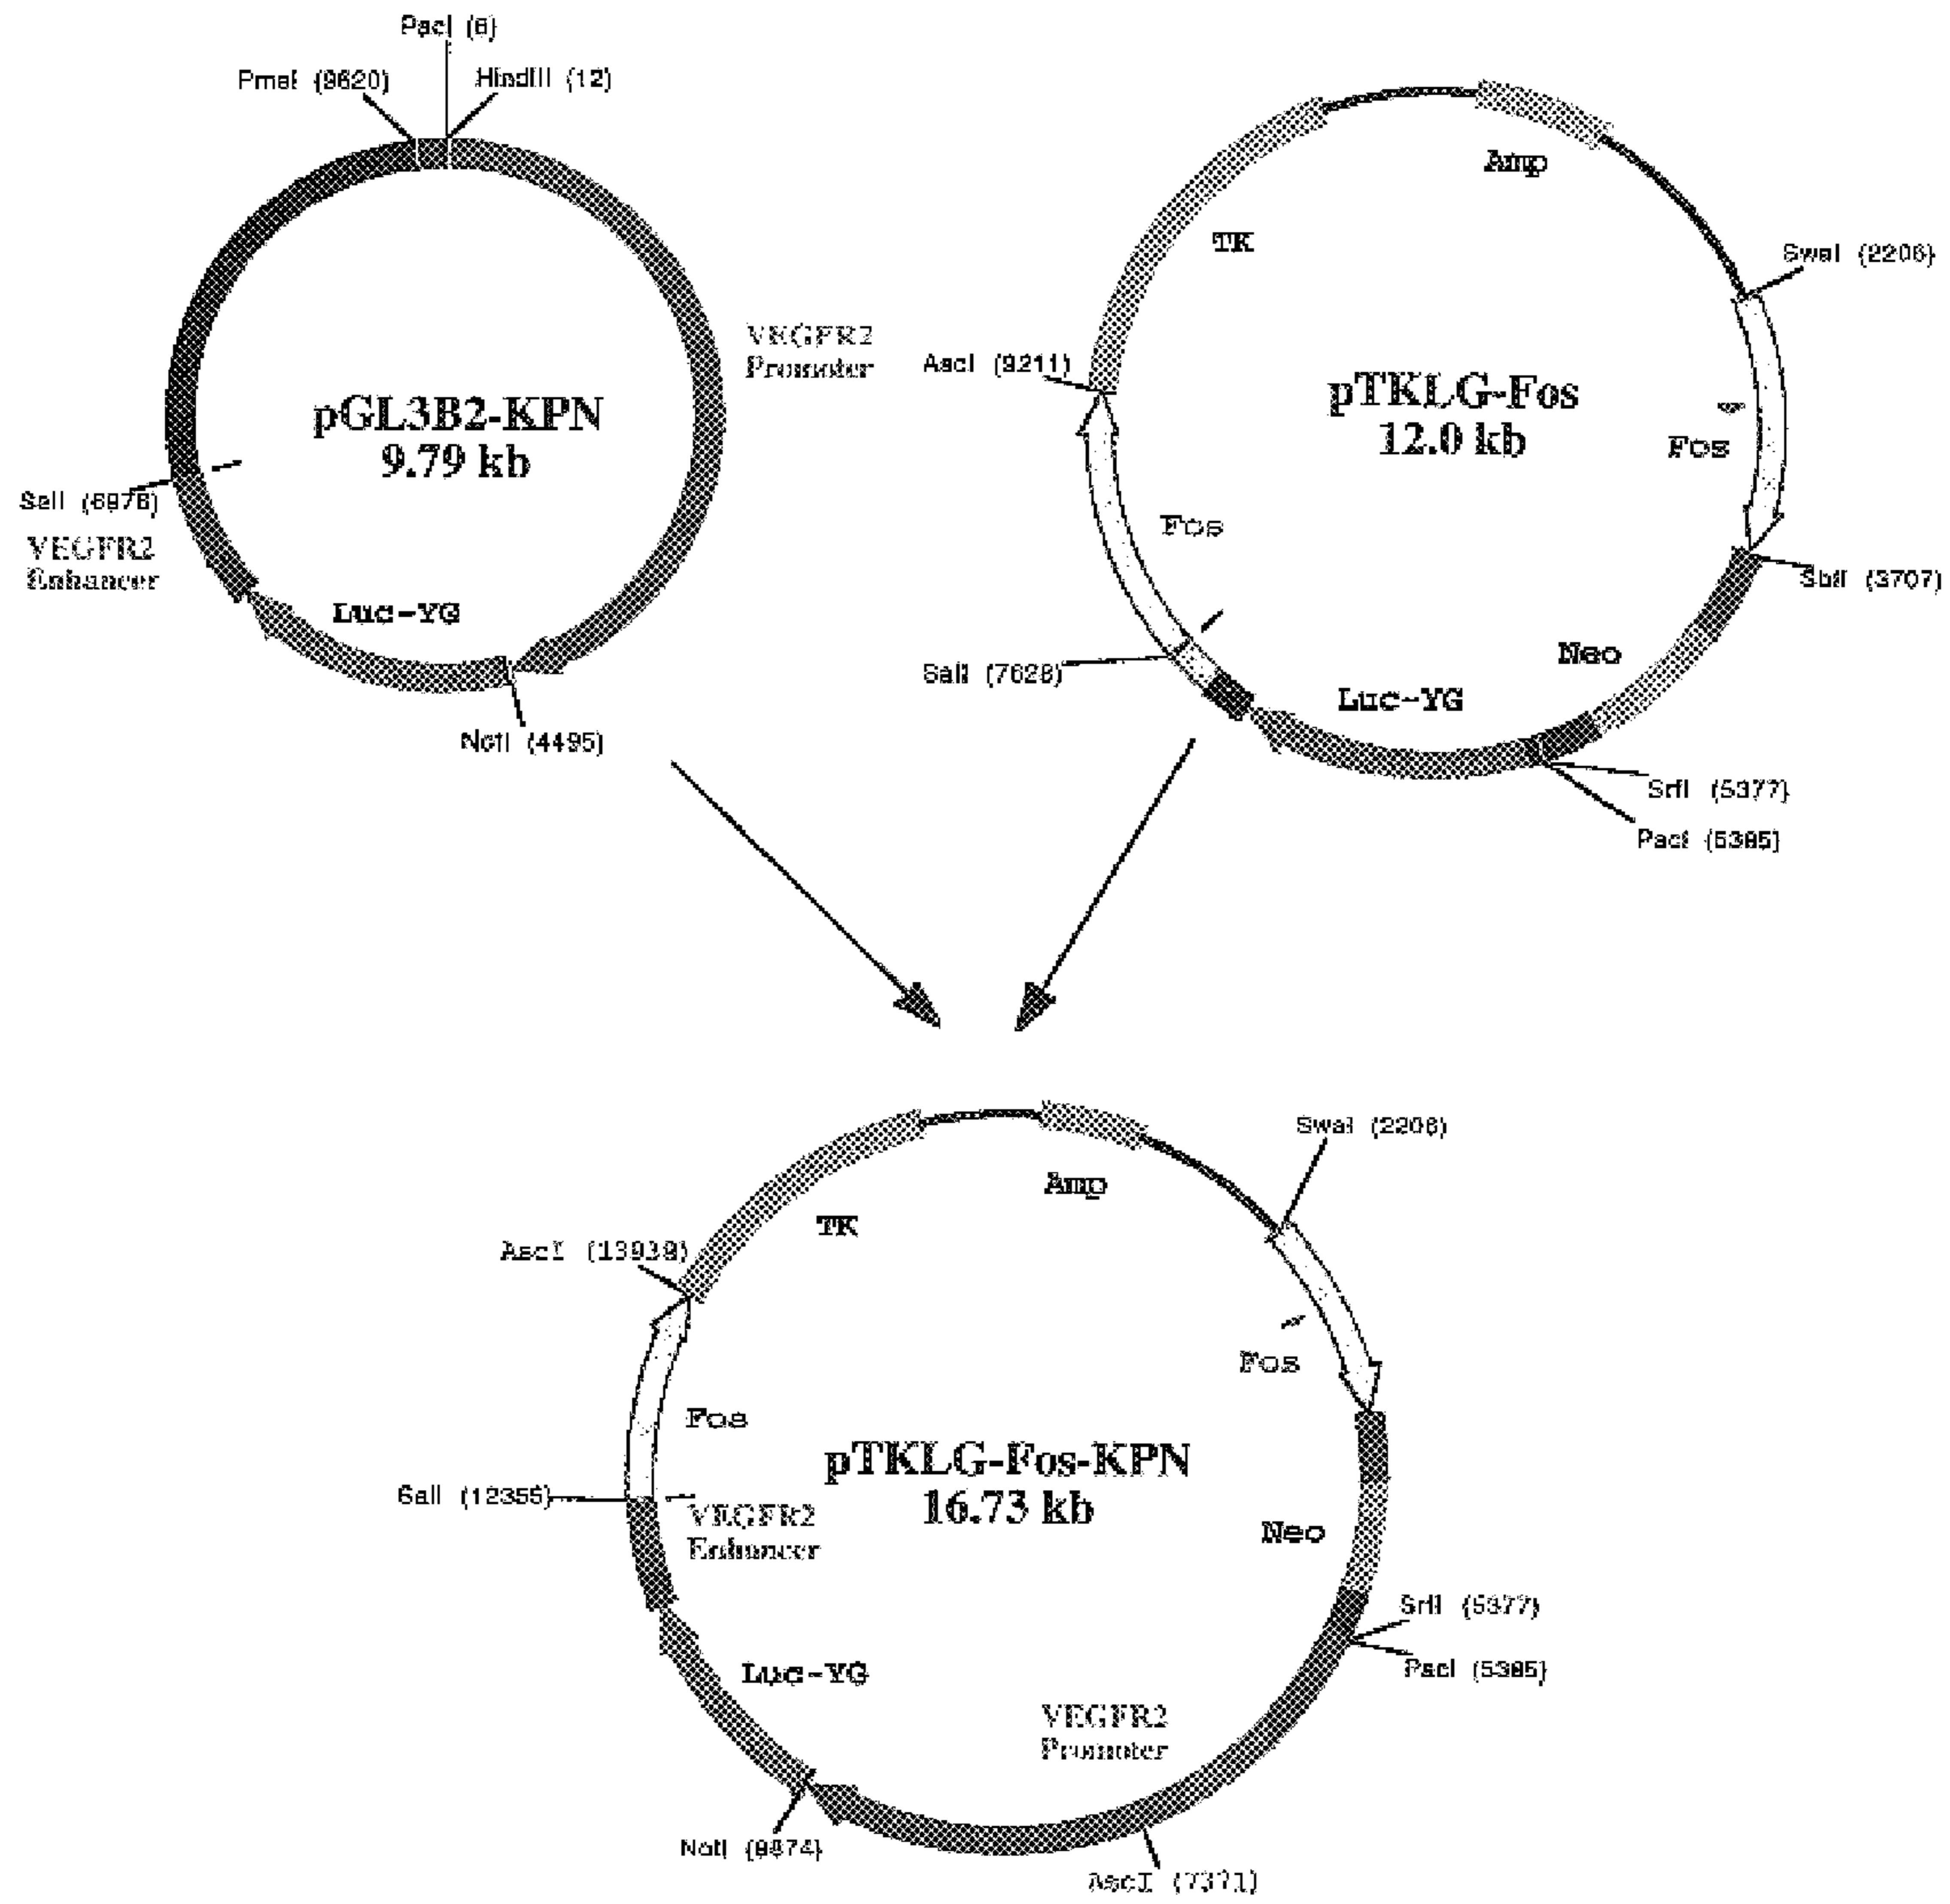 PacI (6)
PmeI (9620)
HindIII (12)
VEGFR2
Promoter
pGL3B2-KPN
9.79 kb
SalI (6976)
VEGFR2
Enhancer
Luc-YG
NotI (4495)
Amp
TK
SwaI (2206)
AscI (9211)
pTKLG-Fos
12.0 kb
Fos
Fos
SbfI (3707)
Neo
SalI (7628)
Luc-YG
SrfI (5377)
PacI (5385)
SwaI (2206)
Amp
TK
AscI (13939)
Fos
Fos
pTKLG-Fos-KPN
16.73 kb
SalI (12355)
VEGFR2
Enhancer
Neo
SrfI (5377)
PacI (5385)
Luc-YG
VEGFR2
Promoter
NotI (9874)
AscI (7371)